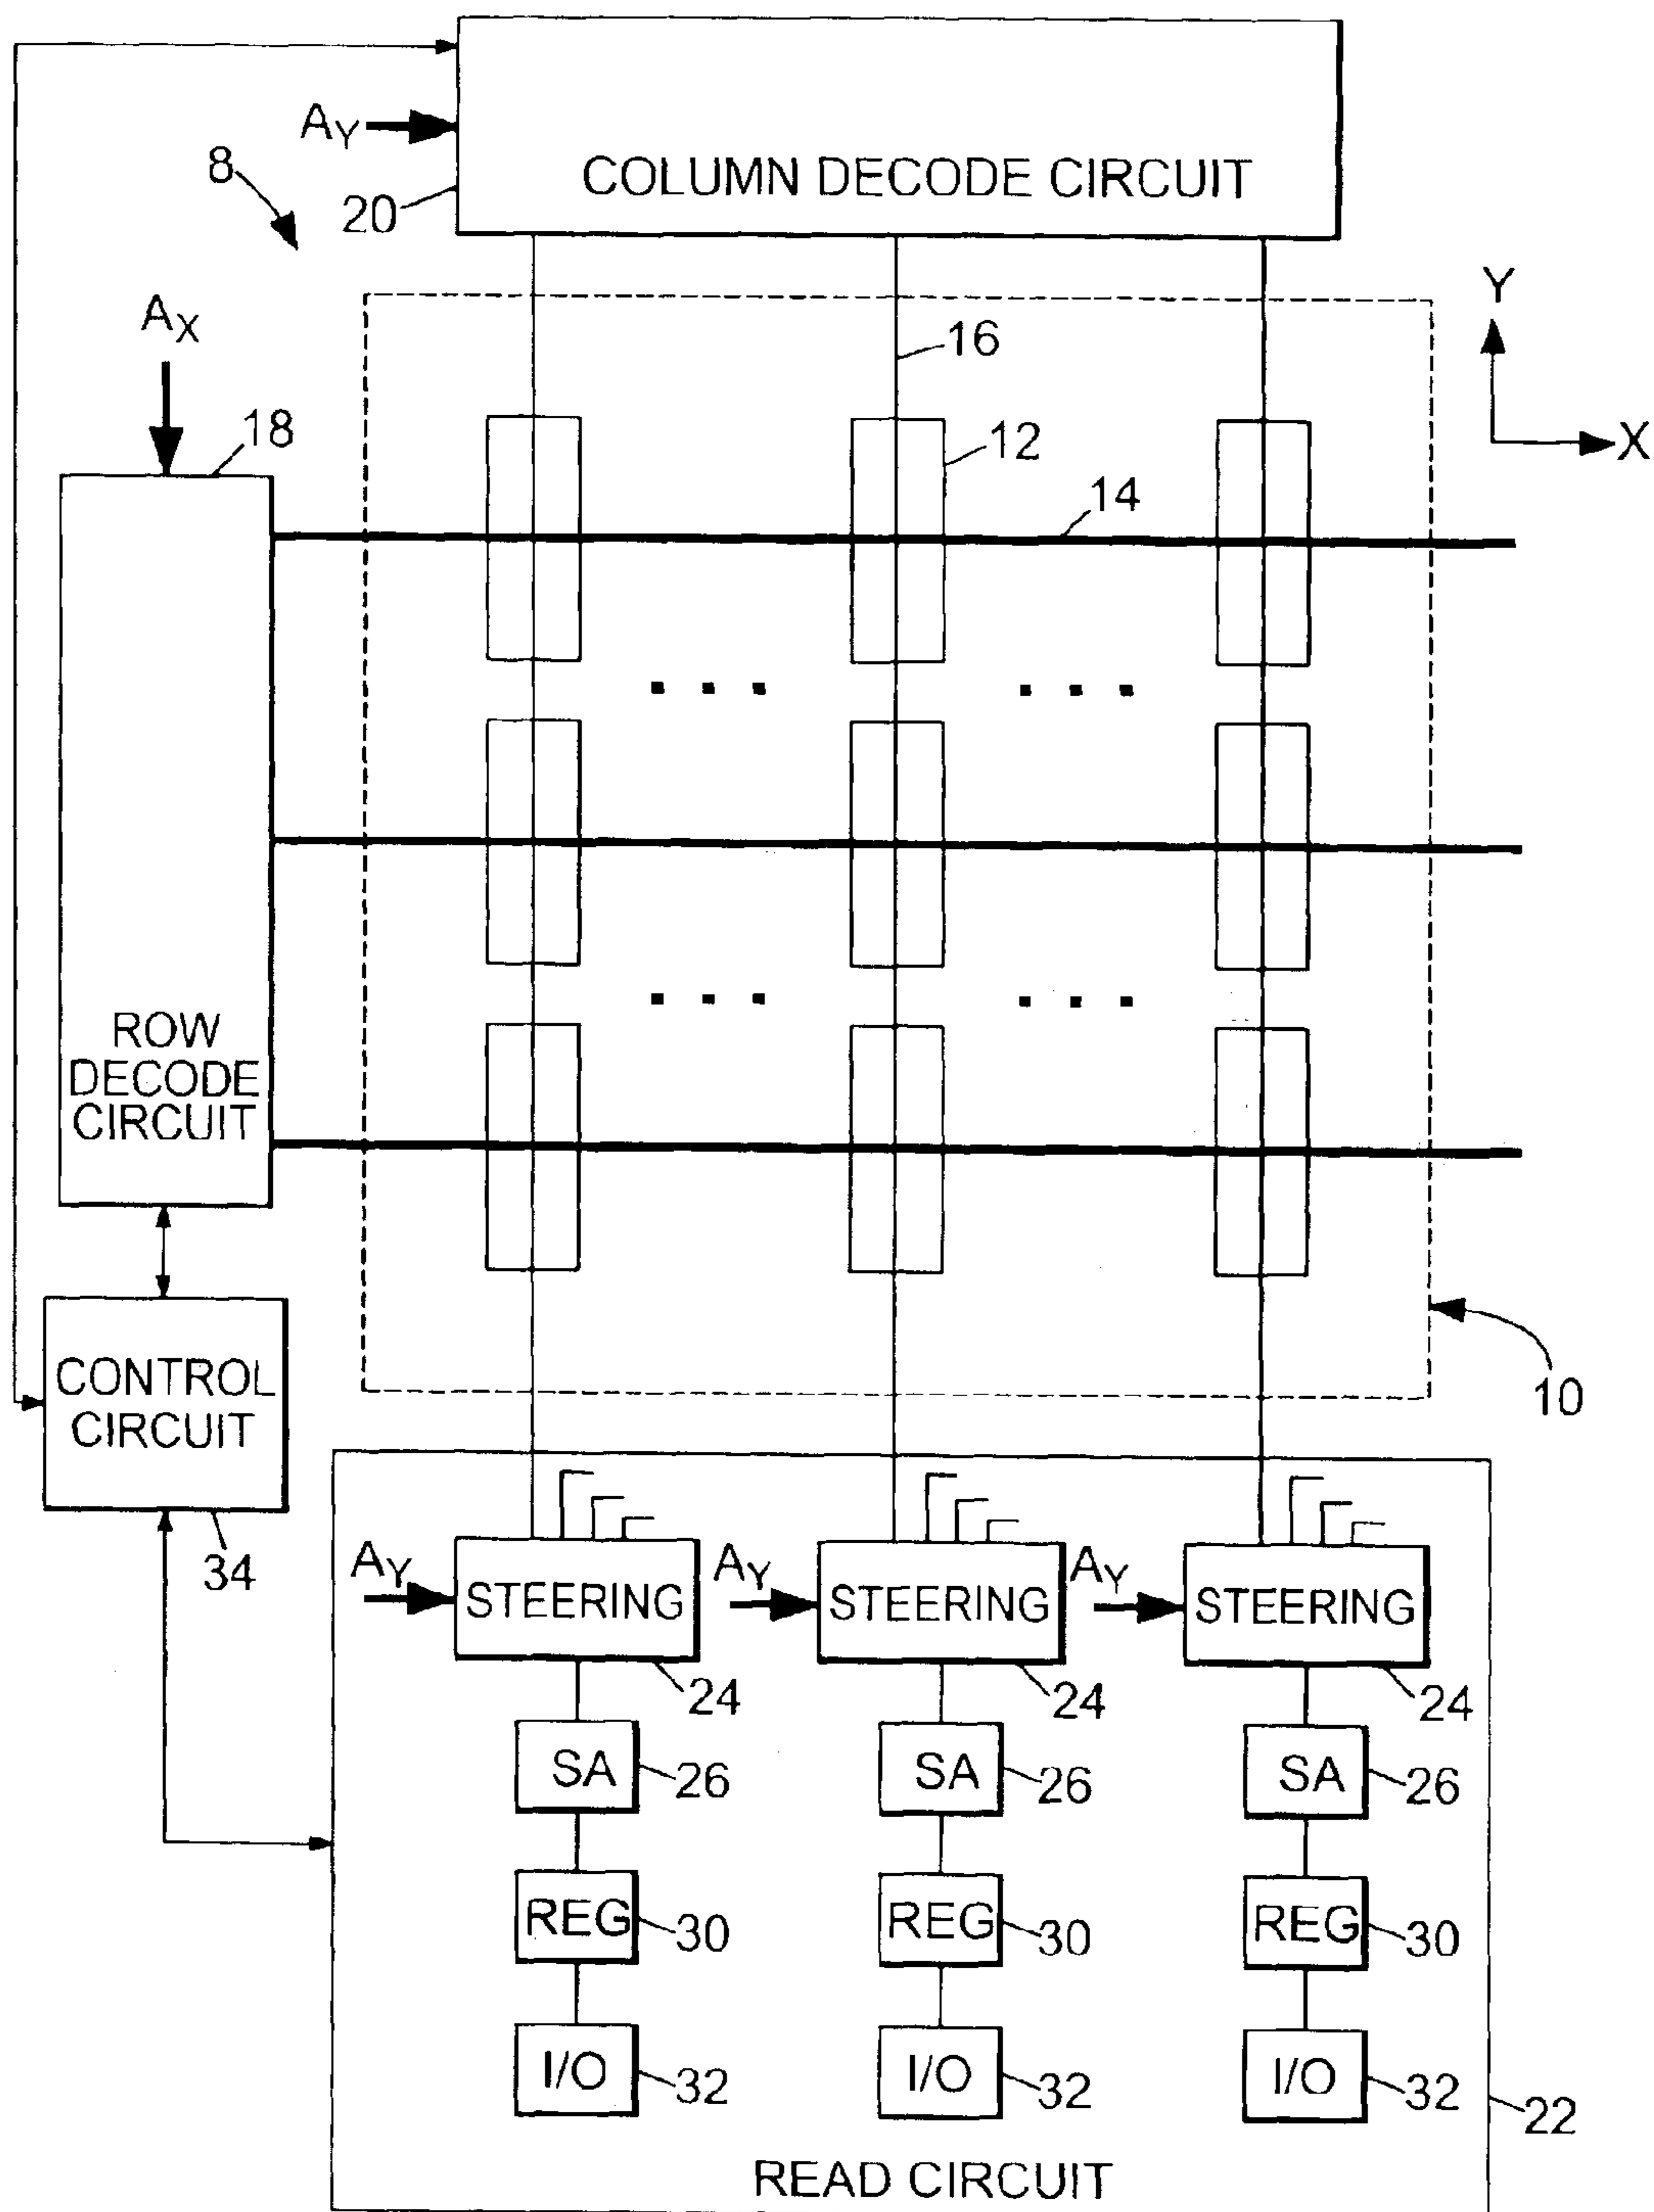 AY
COLUMN DECODE CIRCUIT
8
20
AX
16
Y
X
18
12
14
ROW
DECODE
CIRCUIT
CONTROL
CIRCUIT
10
34
AY
STEERING
AY
STEERING
AY
STEERING
24
24
24
SA
26
SA
26
SA
26
REG
30
REG
30
REG
30
I/O
32
I/O
32
I/O
32
22
READ CIRCUIT